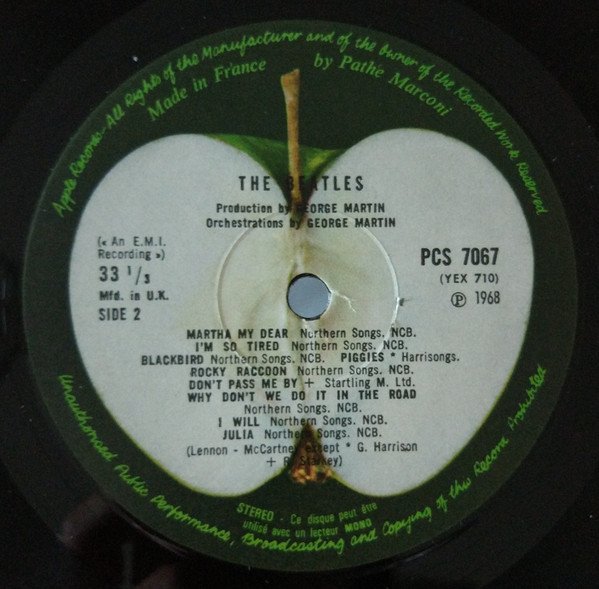 Apple Records - All Rights of the Manufacturer and of the Owner of the Recorded Work Reserved
Made in France by Pathe Marconi
THE BEATLES
Production by GEORGE MARTIN
Orchestrations by GEORGE MARTIN
(« An E.M.I.
Recording »)
33 1/3
Mfd. in U.K.
SIDE 2
PCS 7067
(YEX 710)
℗ 1968
MARTHA MY DEAR Northern Songs. NCB.
I'M SO TIRED Northern Songs. NCB.
BLACKBIRD Northern Songs. NCB. PIGGIES * Harrisongs.
ROCKY RACCOON Northern Songs. NCB.
DON'T PASS ME BY + Startling M. Ltd.
WHY DON'T WE DO IT IN THE ROAD
Northern Songs. NCB.
I WILL Northern Songs. NCB.
JULIA Northern Songs. NCB.
(Lennon - McCartney except * G. Harrison
+ R. Starkey)
STEREO - Ce disque peut être
utilisé avec un lecteur MONO
Unauthorised Public Performance, Broadcasting and Copying of this Record Prohibited